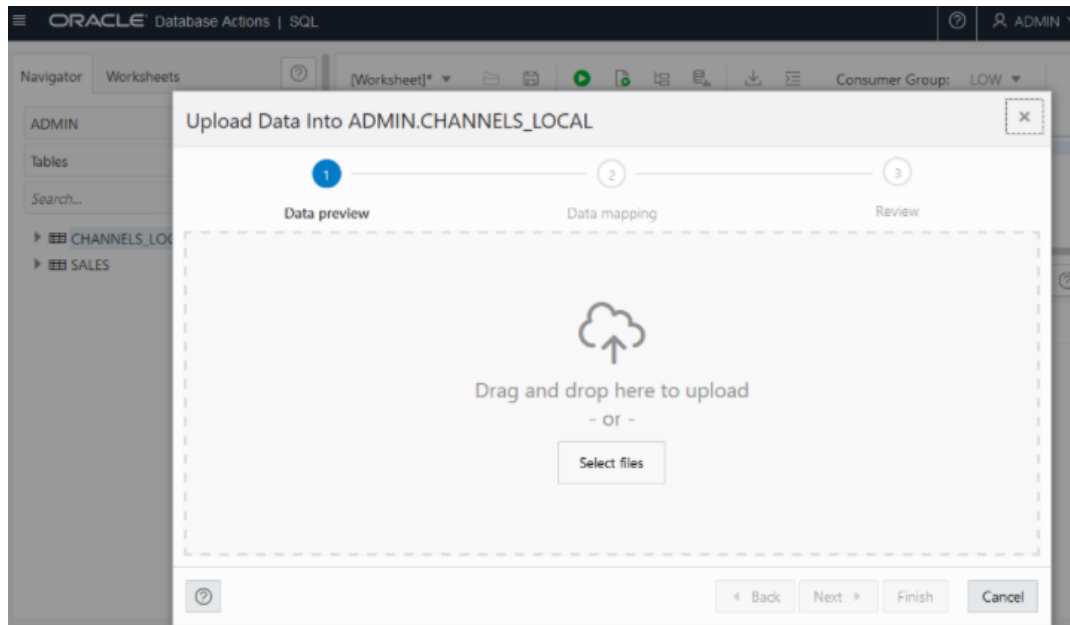 ORACLE Database Actions | SQL
ADMIN
Navigator
Worksheets
[Worksheet]*
Consumer Group: LOW
ADMIN
Tables
Search...
CHANNELS_LOC
SALES
Upload Data Into ADMIN.CHANNELS_LOCAL
1
2
3
Data preview
Data mapping
Review
Drag and drop here to upload
- or -
Select files
Back
Next
Finish
Cancel